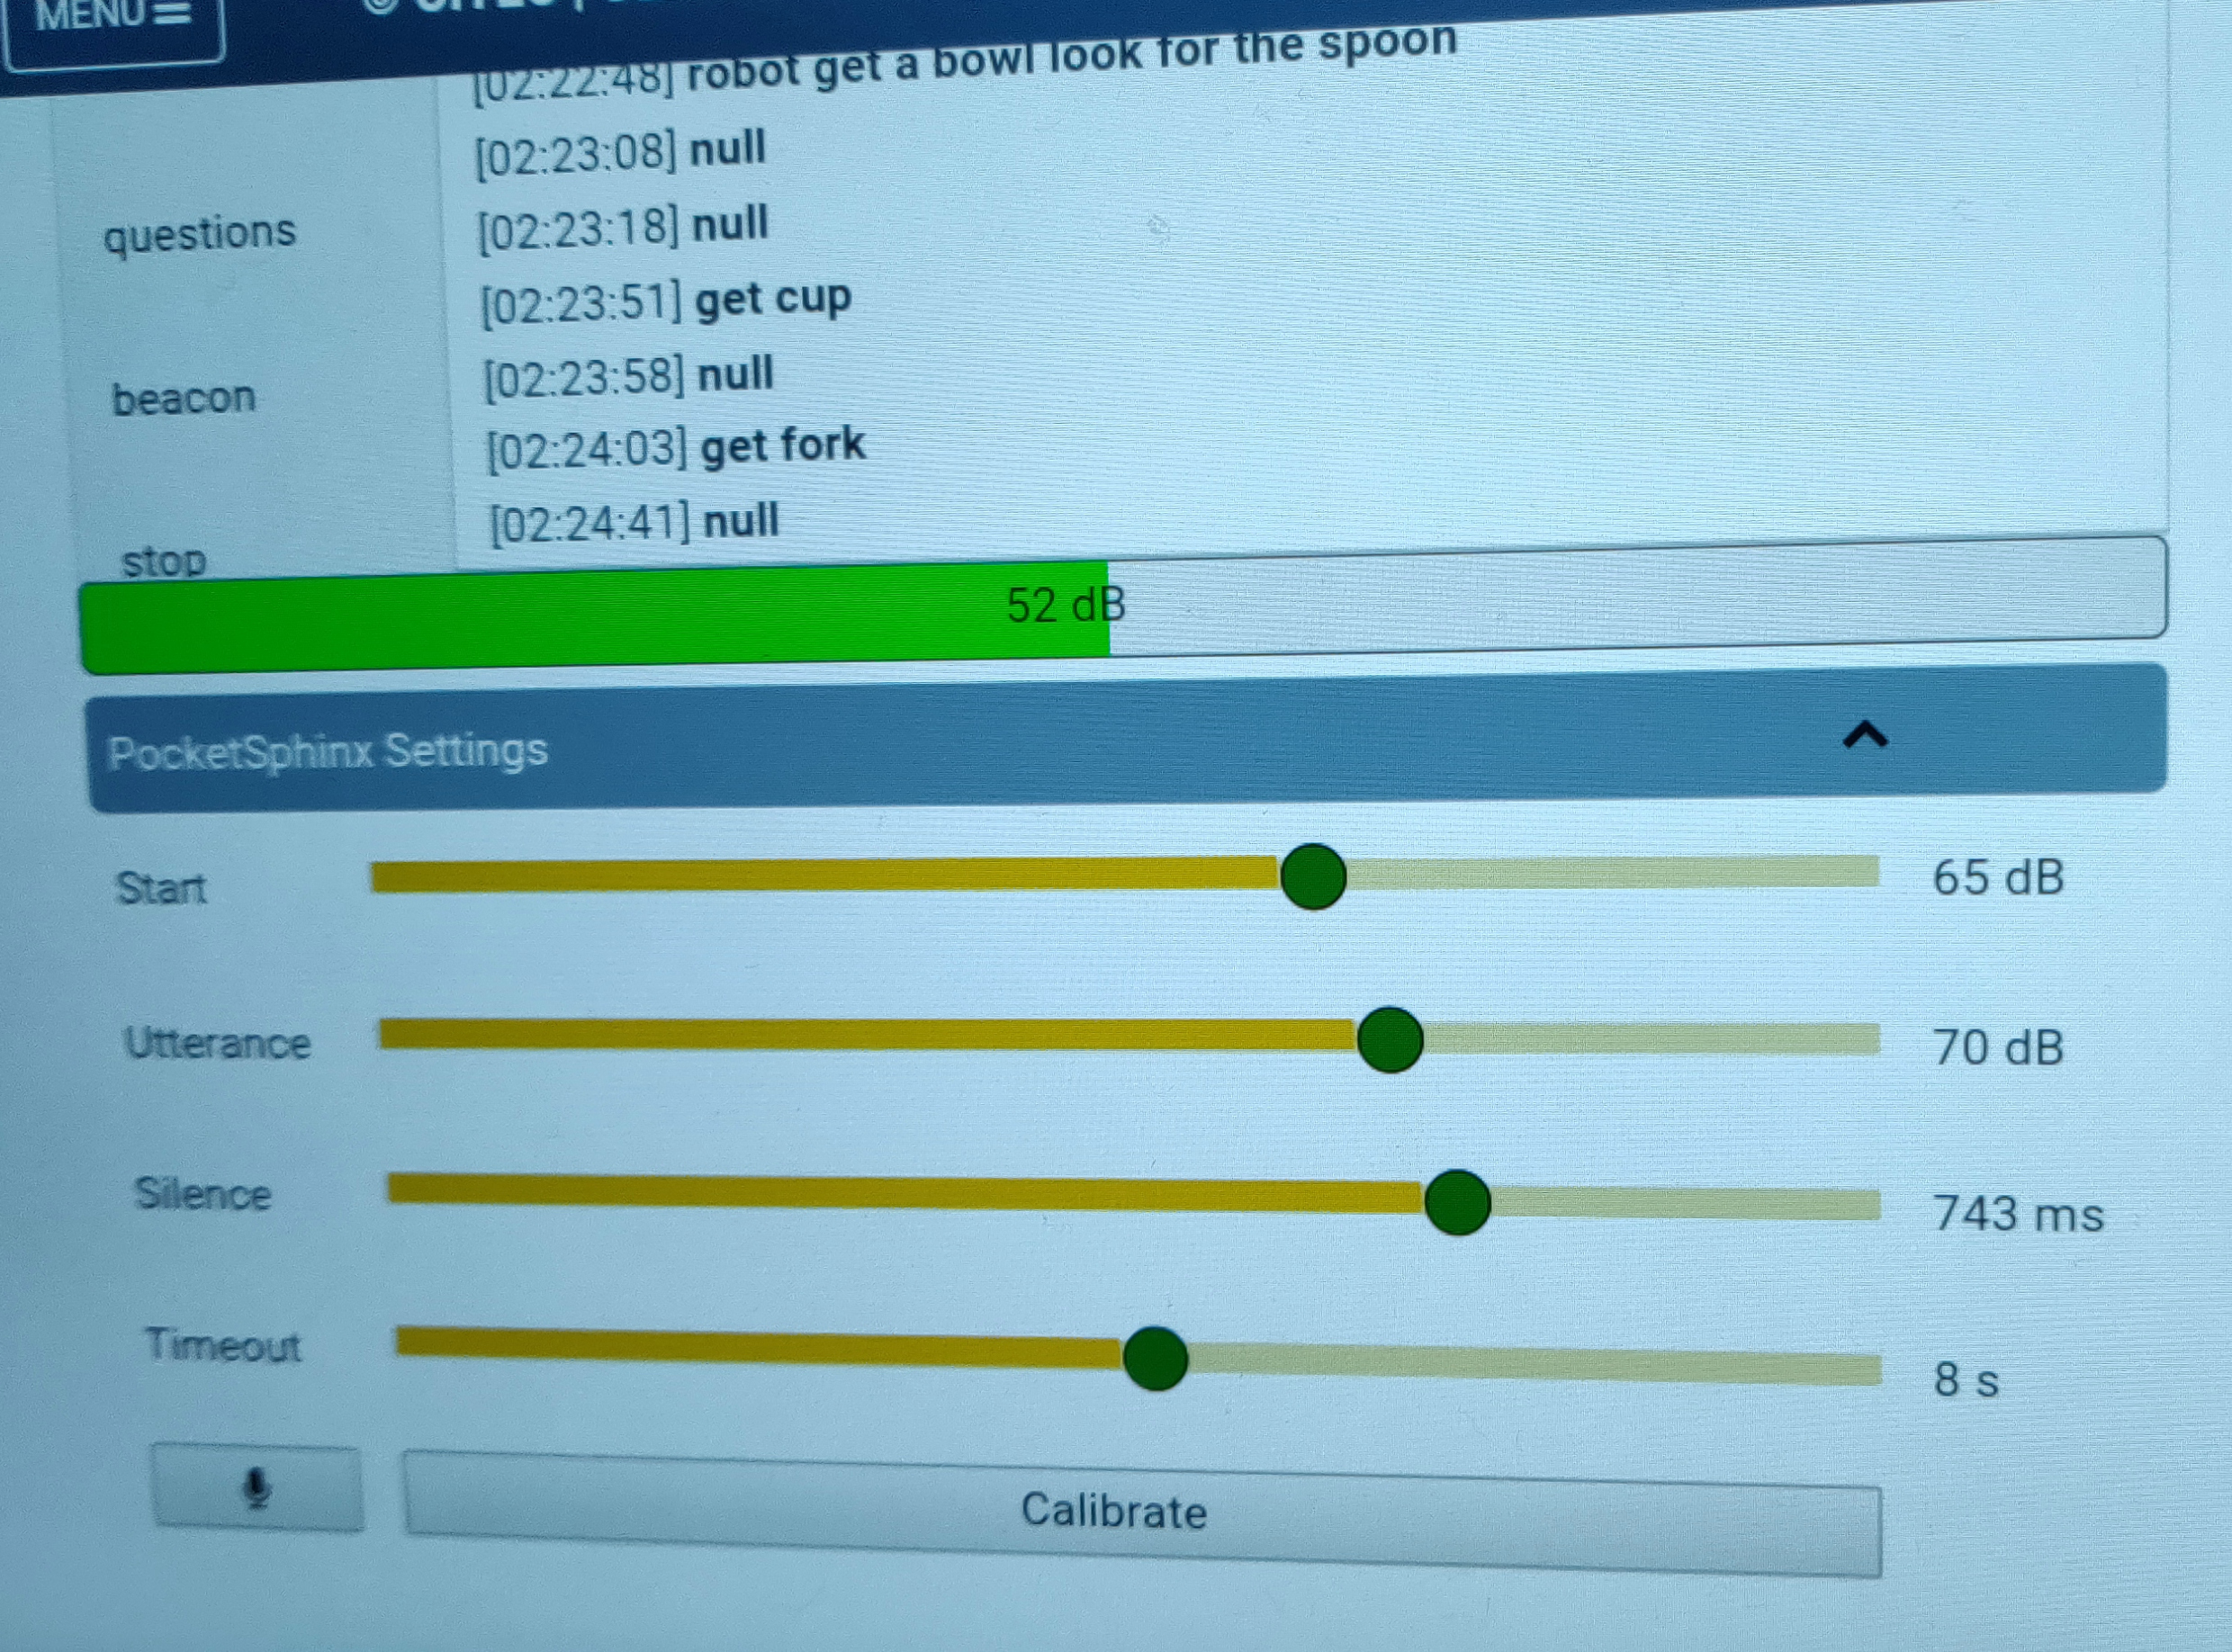 MENU
[02:22:48] robot get a bowl look for the spoon
[02:23:08] null
[02:23:18] null
questions
[02:23:51] get cup
[02:23:58] null
beacon
[02:24:03] get fork
[02:24:41] null
stop
52 dB
PocketSphinx Settings
Start 65 dB
Utterance 70 dB
Silence 743 ms
Timeout 8 s
Calibrate